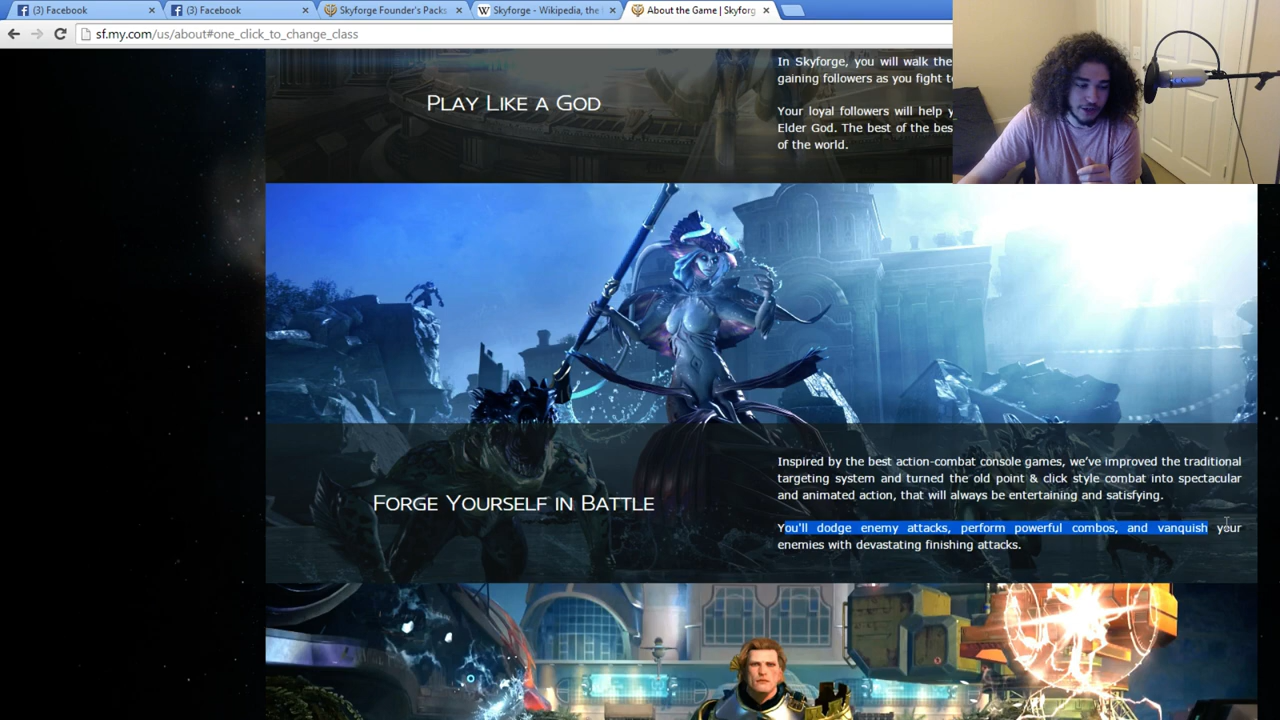 (3) Facebook
(3) Facebook
Skyforge Founder's Packs
Skyforge - Wikipedia, the
About the Game | Skyforg
sf.my.com/us/about#one_click_to_change_class
In Skyforge, you will walk the
gaining followers as you fight
PLAY LIKE A GOD
Your loyal followers will help
Elder God. The best of the bes
of the world.
Inspired by the best action-combat console games, we've improved the traditional
targeting system and turned the old point & click style combat into spectacular
and animated action, that will always be entertaining and satisfying.
FORGE YOURSELF IN BATTLE
You'll dodge enemy attacks, perform powerful combos, and vanquish your
enemies with devastating finishing attacks.